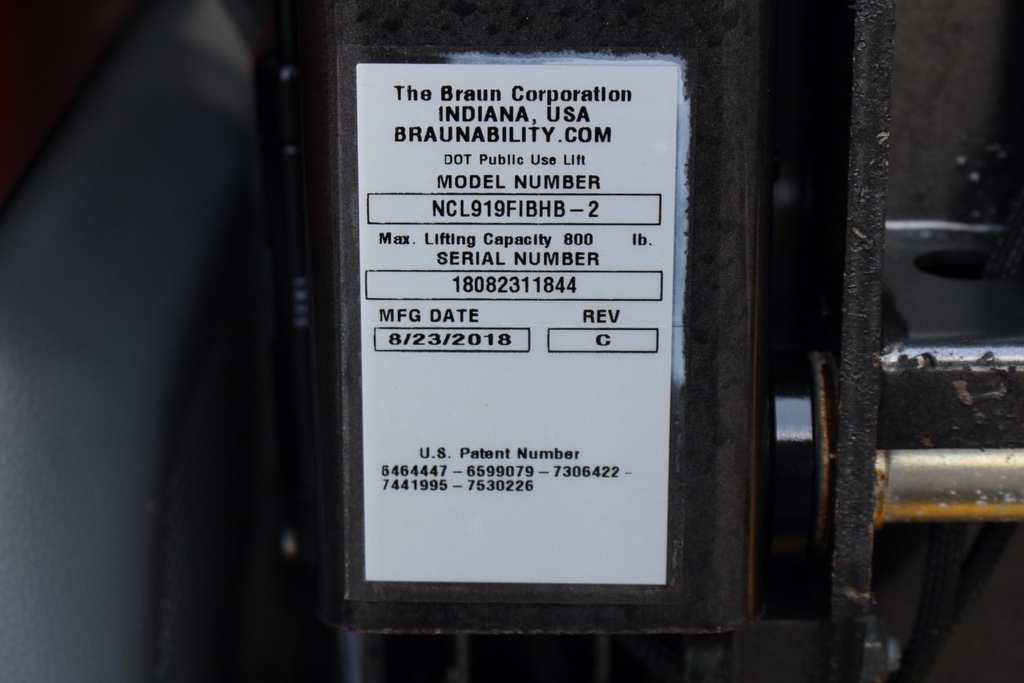 The Braun Corporation
INDIANA, USA
BRAUNABILITY.COM
DOT Public Use Lift
MODEL NUMBER
NCL919FIBHB-2
Max. Lifting Capacity 800 lb.
SERIAL NUMBER
18082311844
MFG DATE REV
8/23/2018 C
U.S. Patent Number
6464447-6599079-7306422-
7441995-7530226